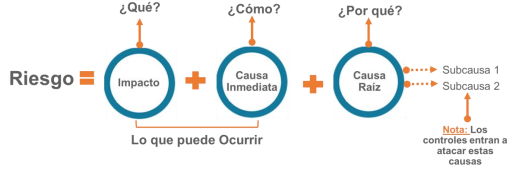 ¿Qué?
¿Cómo?
¿Por qué?
Riesgo =
Impacto
+
Causa
Inmediata
+
Causa
Raíz
Subcausa 1
Subcausa 2
Lo que puede Ocurrir
Nota: Los
controles entran a
atacar estas
causas